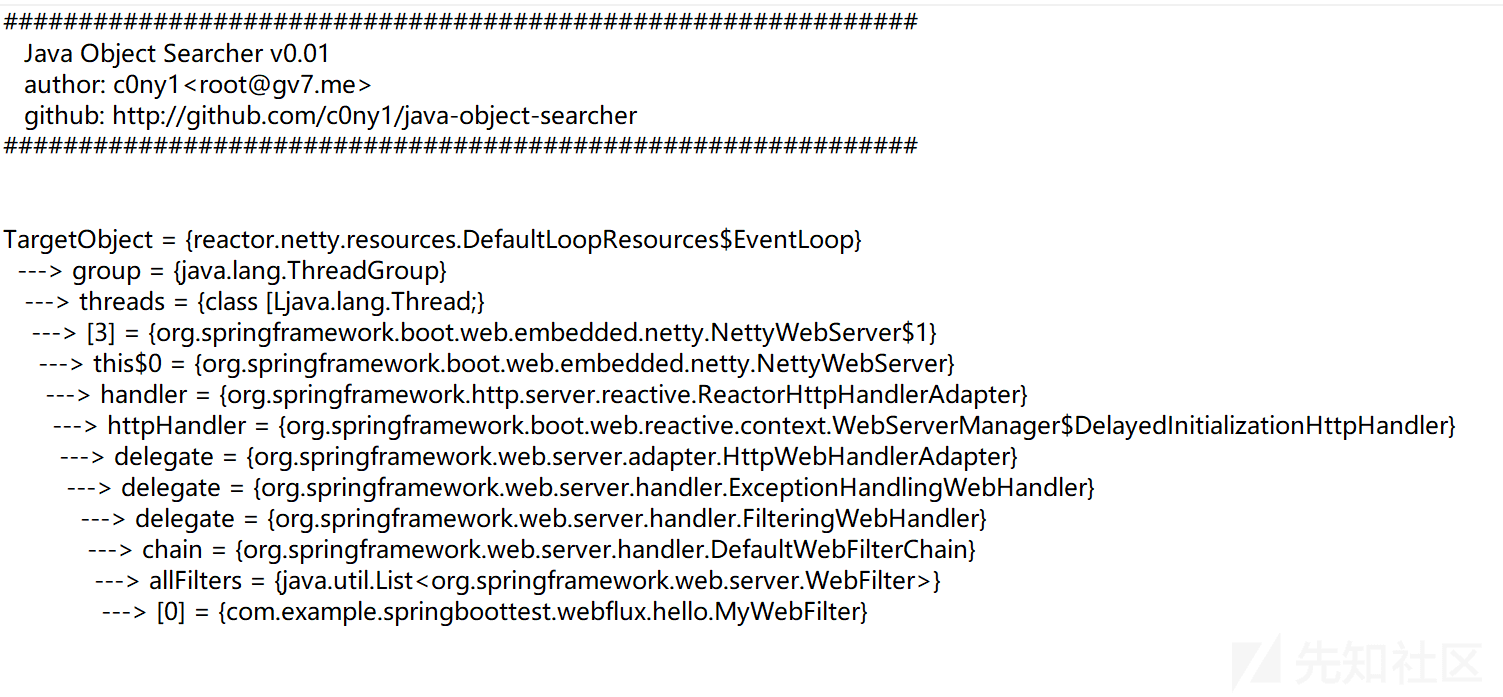 #############################################################
Java Object Searcher v0.01
author: c0ny1<root@gv7.me>
github: http://github.com/c0ny1/java-object-searcher
#############################################################
TargetObject = {reactor.netty.resources.DefaultLoopResources$EventLoop}
---> group = {java.lang.ThreadGroup}
---> threads = {class [Ljava.lang.Thread;}
---> [3] = {org.springframework.boot.web.embedded.netty.NettyWebServer$1}
---> this$0 = {org.springframework.boot.web.embedded.netty.NettyWebServer}
---> handler = {org.springframework.http.server.reactive.ReactorHttpHandlerAdapter}
---> httpHandler = {org.springframework.boot.web.reactive.context.WebServerManager$DelayedInitializationHttpHandler}
---> delegate = {org.springframework.web.server.adapter.HttpWebHandlerAdapter}
---> delegate = {org.springframework.web.server.handler.ExceptionHandlingWebHandler}
---> delegate = {org.springframework.web.server.handler.FilteringWebHandler}
---> chain = {org.springframework.web.server.handler.DefaultWebFilterChain}
---> allFilters = {java.util.List<org.springframework.web.server.WebFilter>}
---> [0] = {com.example.springboottest.webflux.hello.MyWebFilter}
先知社区